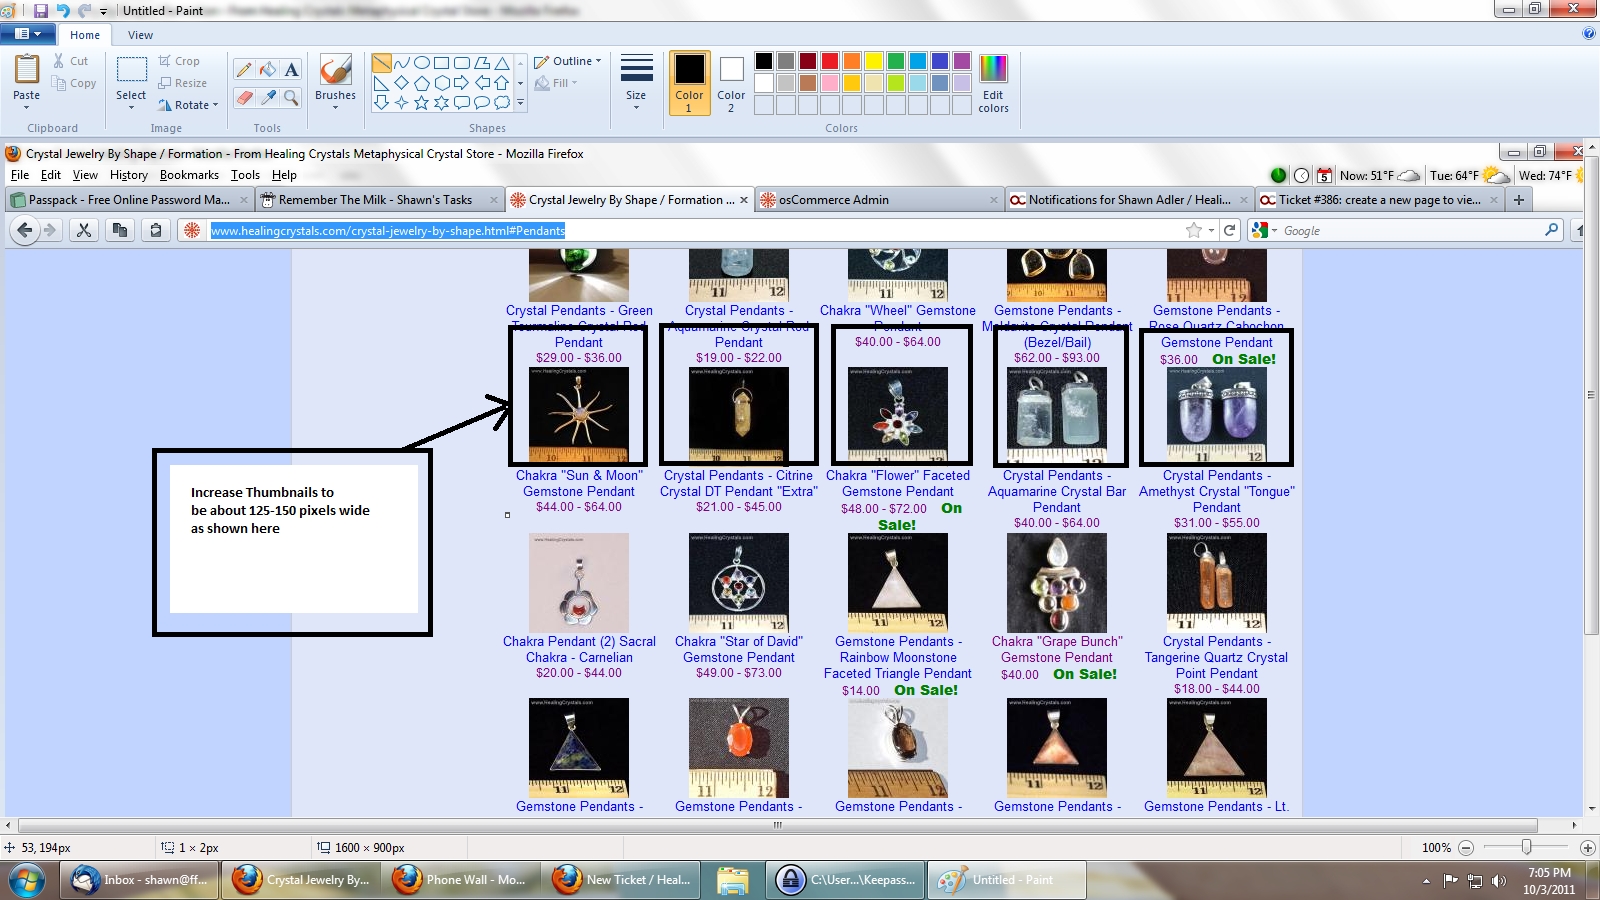 Untitled - Paint
Home View
Paste Cut Copy Clipboard
Select Crop Resize Rotate Image
Tools
Brushes
Outline Fill Shapes
Size
Color 1 Color 2 Edit colors Colors
Crystal Jewelry By Shape / Formation - From Healing Crystals Metaphysical Crystal Store - Mozilla Firefox
File Edit View History Bookmarks Tools Help
Now: 51°F Tue: 64°F Wed: 74°F
Passpack - Free Online Password Ma...
Remember The Milk - Shawn's Tasks
Crystal Jewelry By Shape / Formation ...
osCommerce Admin
Notifications for Shawn Adler / Heali...
Ticket #386: create a new page to vie...
www.healingcrystals.com/crystal-jewelry-by-shape.html#Pendants
Google
Crystal Pendants - Green
Tourmaline Crystal Rod
Pendant
$29.00 - $36.00
Crystal Pendants -
Aquamarine Crystal Rod
Pendant
$19.00 - $22.00
Chakra "Wheel" Gemstone
Pendant
$40.00 - $64.00
Gemstone Pendants -
Moldavite Crystal Pendant
(Bezel/Bail)
$62.00 - $93.00
Gemstone Pendants -
Rose Quartz Cabochon
Gemstone Pendant
$36.00 On Sale!
Increase Thumbnails to
be about 125-150 pixels wide
as shown here
Chakra "Sun & Moon"
Gemstone Pendant
$44.00 - $64.00
Crystal Pendants - Citrine
Crystal DT Pendant "Extra"
$21.00 - $45.00
Chakra "Flower" Faceted
Gemstone Pendant
$48.00 - $72.00 On
Sale!
Crystal Pendants -
Aquamarine Crystal Bar
Pendant
$40.00 - $64.00
Crystal Pendants -
Amethyst Crystal "Tongue"
Pendant
$31.00 - $55.00
Chakra Pendant (2) Sacral
Chakra - Carnelian
$20.00 - $44.00
Chakra "Star of David"
Gemstone Pendant
$49.00 - $73.00
Gemstone Pendants -
Rainbow Moonstone
Faceted Triangle Pendant
$14.00 On Sale!
Chakra "Grape Bunch"
Gemstone Pendant
$40.00 On Sale!
Crystal Pendants -
Tangerine Quartz Crystal
Point Pendant
$18.00 - $44.00
Gemstone Pendants -
Gemstone Pendants -
Gemstone Pendants -
Gemstone Pendants -
Gemstone Pendants - Lt.
53, 194px
1 × 2px
1600 × 900px
100%
Inbox - shawn@ff...
Crystal Jewelry By...
Phone Wall - Mo...
New Ticket / Heal...
C:\User...\Keepass...
Untitled - Paint
7:05 PM
10/3/2011